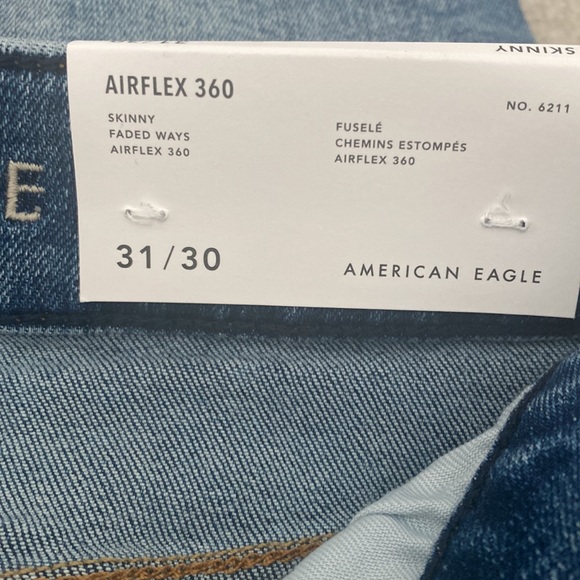 SKINNY
AIRFLEX 360
NO. 6211
SKINNY
FADED WAYS
AIRFLEX 360
FUSELÉ
CHEMINS ESTOMPÉS
AIRFLEX 360
E
31/30
AMERICAN EAGLE